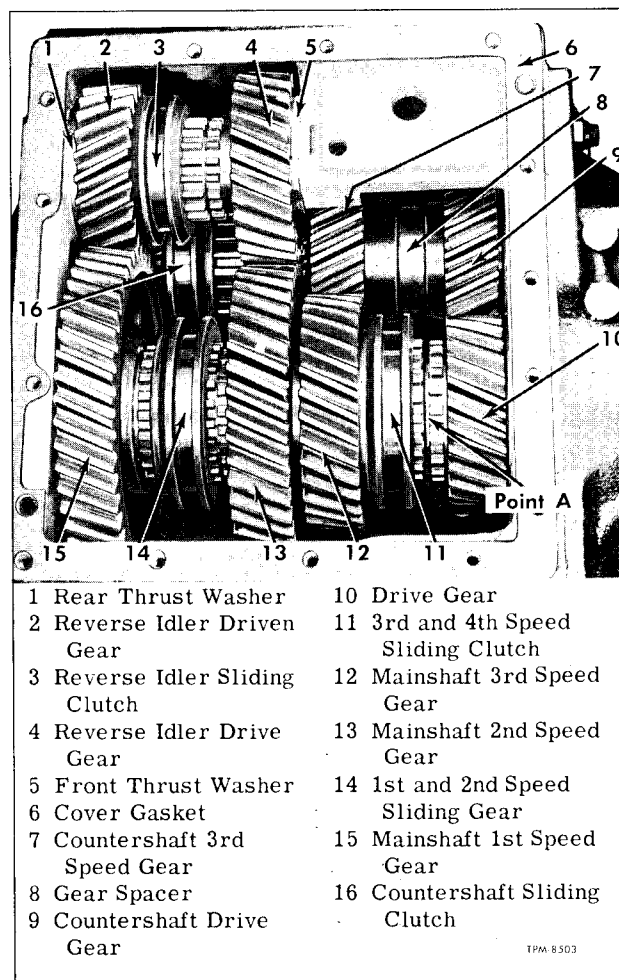 1 2 3 4 5 6
7
8
9
16
10
Point A
15 14 13 12 11
1 Rear Thrust Washer
2 Reverse Idler Driven
Gear
3 Reverse Idler Sliding
Clutch
4 Reverse Idler Drive
Gear
5 Front Thrust Washer
6 Cover Gasket
7 Countershaft 3rd
Speed Gear
8 Gear Spacer
9 Countershaft Drive
Gear
10 Drive Gear
11 3rd and 4th Speed
Sliding Clutch
12 Mainshaft 3rd Speed
Gear
13 Mainshaft 2nd Speed
Gear
14 1st and 2nd Speed
Sliding Gear
15 Mainshaft 1st Speed
Gear
16 Countershaft Sliding
Clutch
TPM-8503